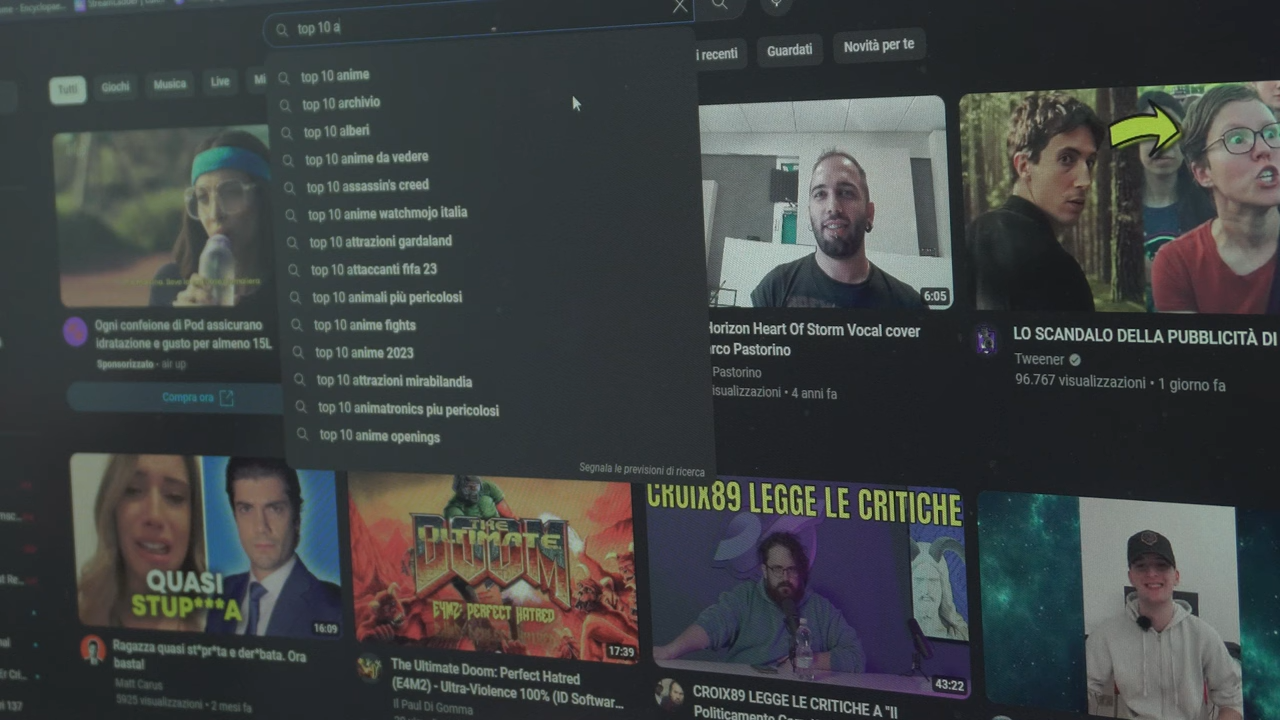 top 10 a
Tutti
Giochi
Musica
Live
i recenti
Guardati
Novità per te
top 10 anime
top 10 archivio
top 10 alberi
top 10 anime da vedere
top 10 assassin's creed
top 10 anime watchmojo italia
top 10 attrazioni gardaland
top 10 attaccanti fifa 23
top 10 animali più pericolosi
top 10 anime fights
top 10 anime 2023
top 10 attrazioni mirabilandia
top 10 animatronics piu pericolosi
top 10 anime openings
Segnala le previsioni di ricerca
Ogni confeione di Pod assicurano
idratazione e gusto per almeno 15L
Sponsorizzato • air up
Compra ora
6:05
Horizon Heart Of Storm Vocal cover
rco Pastorino
Pastorino
isualizzazioni • 4 anni fa
LO SCANDALO DELLA PUBBLICITÀ DI
Tweener
96.767 visualizzazioni • 1 giorno fa
QUASI
STUP***A
16:09
Ragazza quasi st*pr*ta e der*bata. Ora
basta!
Matt Carus
5925 visualizzazioni • 2 mesi fa
THE
ULTIMATE
DOOM
E4M2: PERFECT HATRED
17:39
The Ultimate Doom: Perfect Hatred
(E4M2) - Ultra-Violence 100% (ID Softwar...
Il Paul Di Gomma
CROIX89 LEGGE LE CRITICHE
43:22
CROIX89 LEGGE LE CRITICHE A "Il
i 137